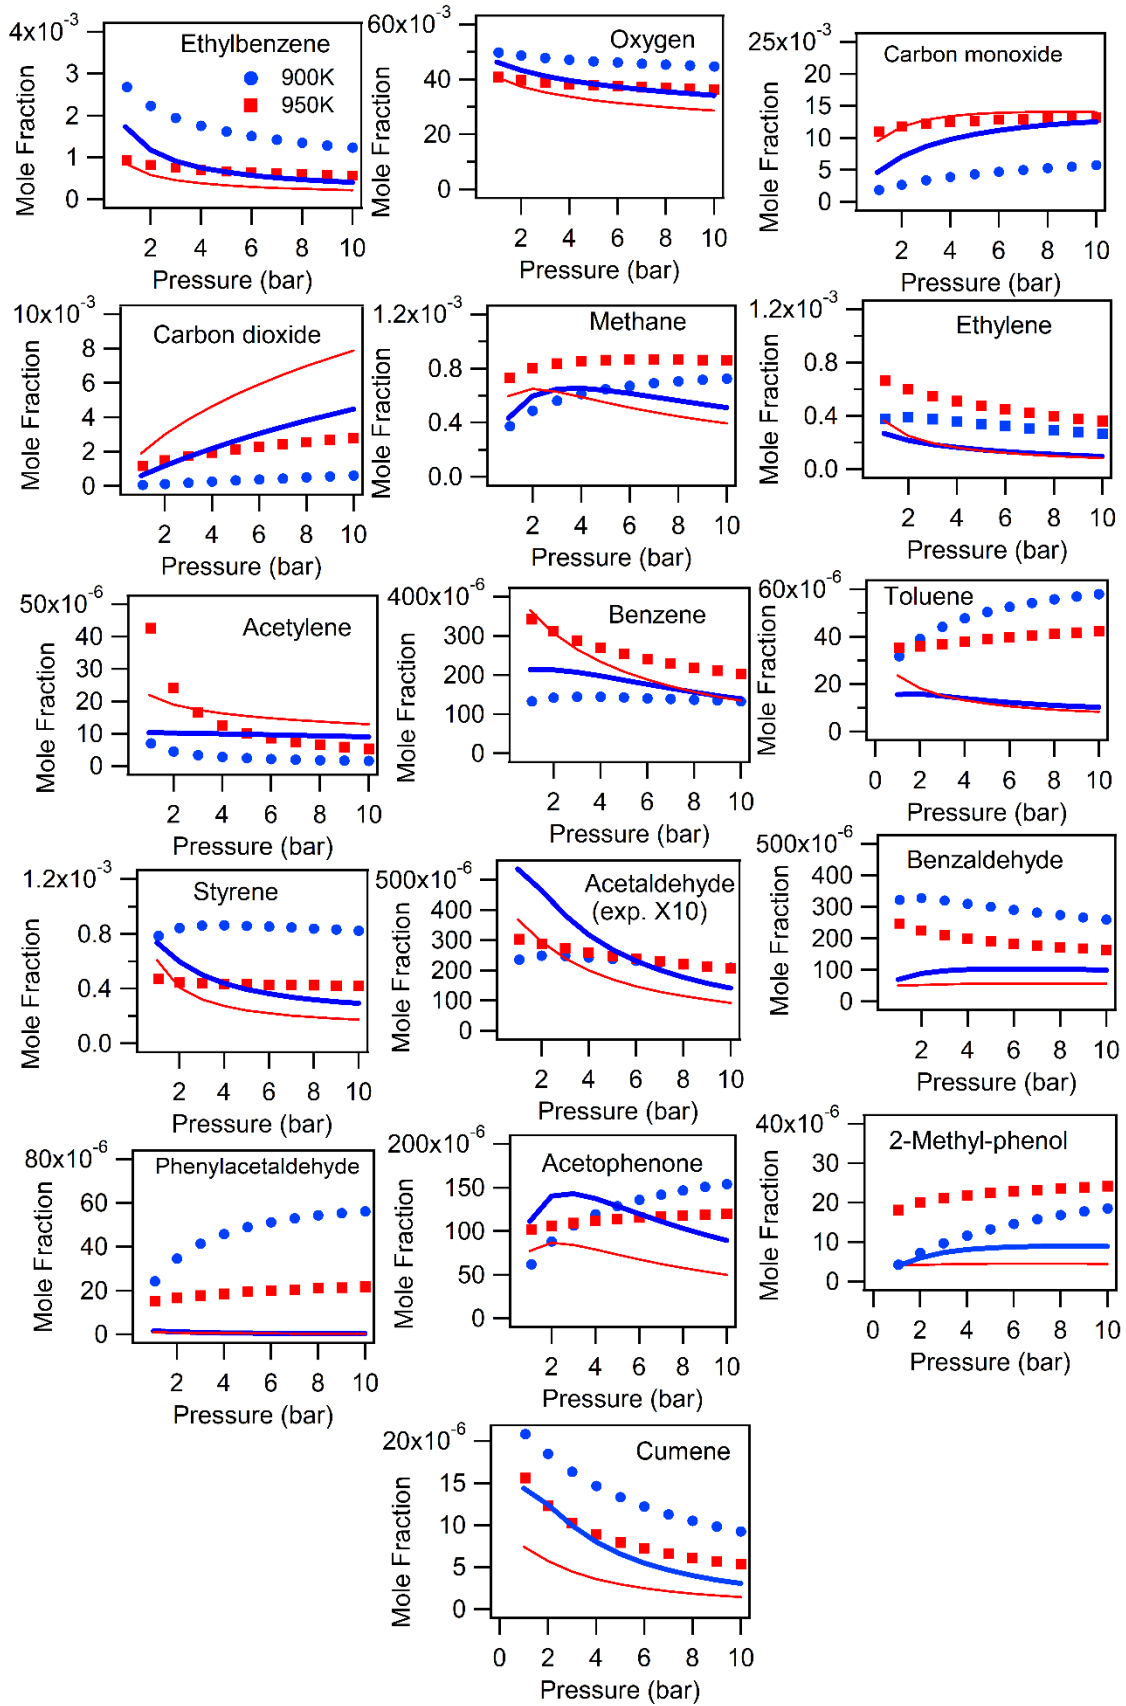 4x10-3
Ethylbenzene
900K
950K
3
2
1
0
Mole Fraction
2 4 6 8 10
Pressure (bar)
60x10-3
Oxygen
40
20
0
Mole Fraction
2 4 6 8 10
Pressure (bar)
25x10-3
Carbon monoxide
15
10
5
0
Mole Fraction
2 4 6 8 10
Pressure (bar)
10x10-3
Carbon dioxide
8
6
4
2
0
Mole Fraction
2 4 6 8 10
Pressure (bar)
1.2x10-3
Methane
0.8
0.4
0.0
Mole Fraction
2 4 6 8 10
Pressure (bar)
1.2x10-3
Ethylene
0.8
0.4
0.0
Mole Fraction
2 4 6 8 10
Pressure (bar)
50x10-6
Acetylene
40
30
20
10
0
Mole Fraction
2 4 6 8 10
Pressure (bar)
400x10-6
Benzene
300
200
100
0
Mole Fraction
2 4 6 8 10
Pressure (bar)
60x10-6
Toluene
40
20
0
Mole Fraction
0 2 4 6 8 10
Pressure (bar)
1.2x10-3
Styrene
0.8
0.4
0.0
Mole Fraction
2 4 6 8 10
Pressure (bar)
500x10-6
Acetaldehyde
(exp. X10)
400
300
200
100
0
Mole Fraction
2 4 6 8 10
Pressure (bar)
500x10-6
Benzaldehyde
400
300
200
100
0
Mole Fraction
2 4 6 8 10
Pressure (bar)
80x10-6
Phenylacetaldehyde
60
40
20
0
Mole Fraction
2 4 6 8 10
Pressure (bar)
200x10-6
Acetophenone
150
100
50
0
Mole Fraction
2 4 6 8 10
Pressure (bar)
40x10-6
2-Methyl-phenol
30
20
10
0
Mole Fraction
0 2 4 6 8 10
Pressure (bar)
20x10-6
Cumene
15
10
5
0
Mole Fraction
0 2 4 6 8 10
Pressure (bar)